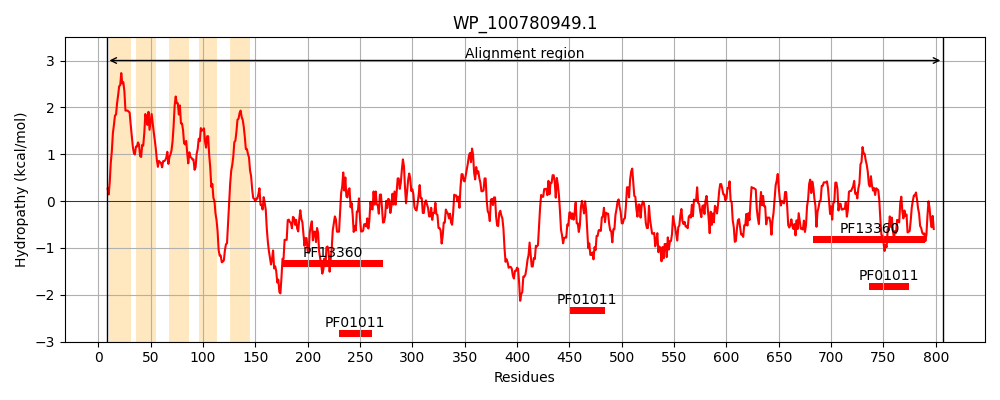 WP_100780949.1
Alignment region
3
2
1
0
−1
−2
−3
Hydropathy (kcal/mol)
PF13360
PF13360
PF01011
PF01011
PF01011
0 50 100 150 200 250 300 350 400 450 500 550 600 650 700 750 800
Residues